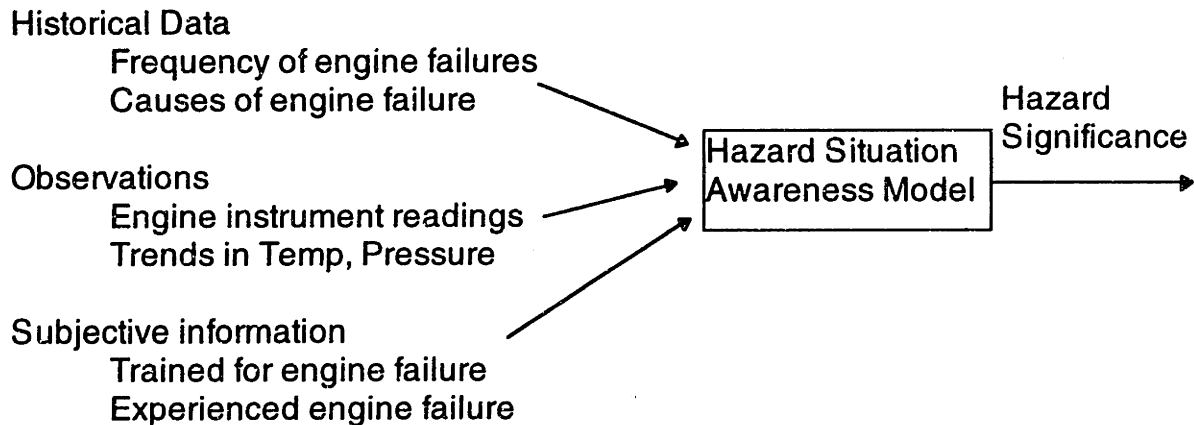 Historical Data
Frequency of engine failures
Causes of engine failure
Observations
Engine instrument readings
Trends in Temp, Pressure
Subjective information
Trained for engine failure
Experienced engine failure
Hazard Situation
Awareness Model
Hazard
Significance